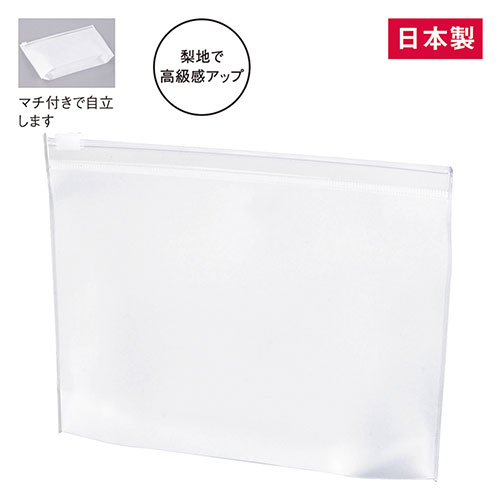 マチ付きで自立
します
梨地で
高級感アップ
日本製